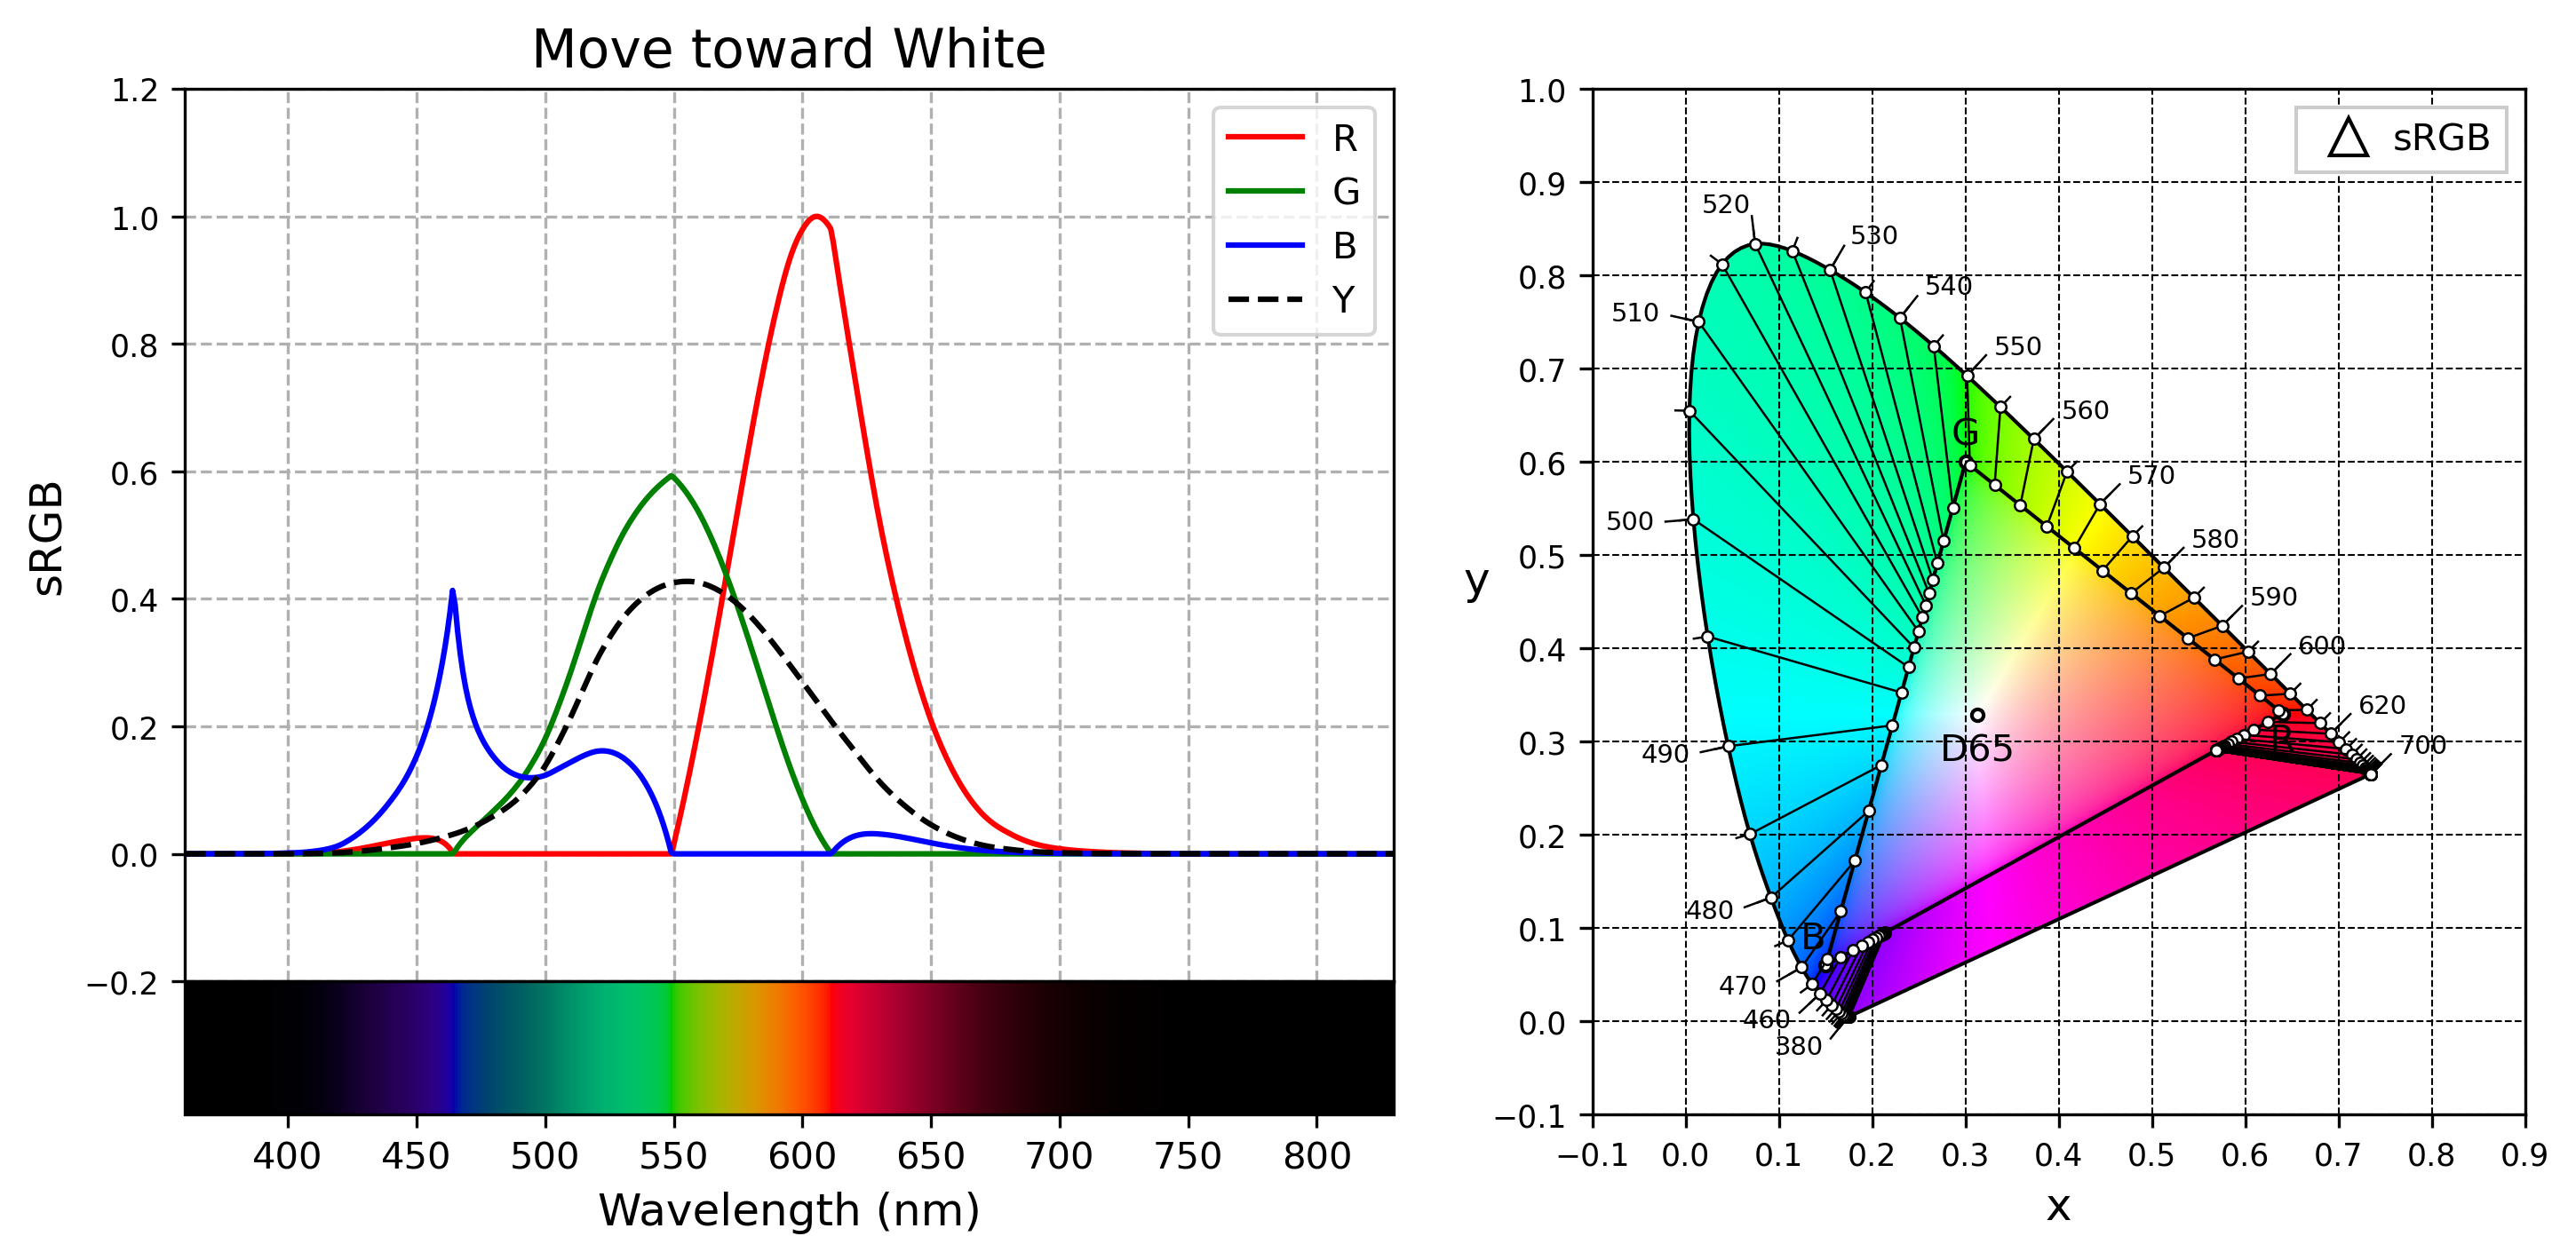 Move toward White
1.2
1.0
0.8
0.6
0.4
0.2
0.0
−0.2
sRGB
R
G
B
Y
400 450 500 550 600 650 700 750 800
Wavelength (nm)
1.0
0.9
0.8
0.7
0.6
0.5
0.4
0.3
0.2
0.1
0.0
−0.1
y
sRGB
520
530
540
510
550
560
G
570
500
580
590
600
620
D65
R
700
490
480
B
470
460
380
−0.1 0.0 0.1 0.2 0.3 0.4 0.5 0.6 0.7 0.8 0.9
x